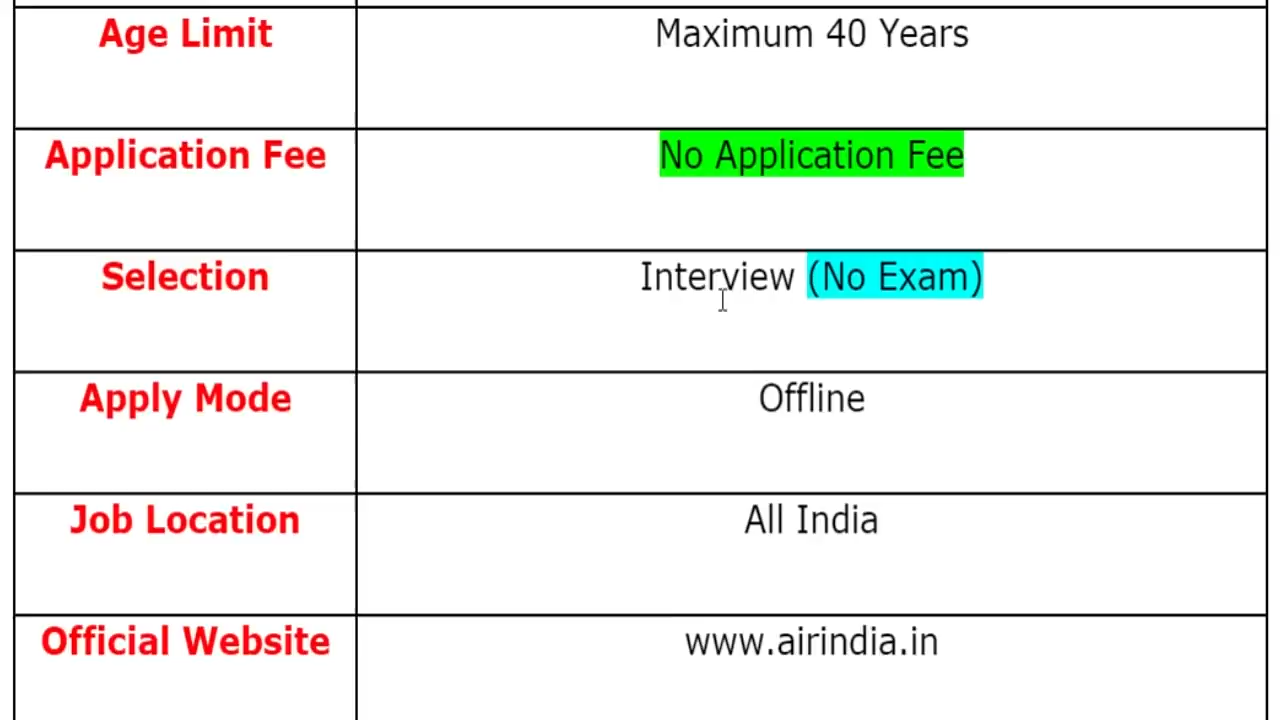 Age Limit Maximum 40 Years
Application Fee No Application Fee
Selection Interview (No Exam)
Apply Mode Offline
Job Location All India
Official Website www.airindia.in